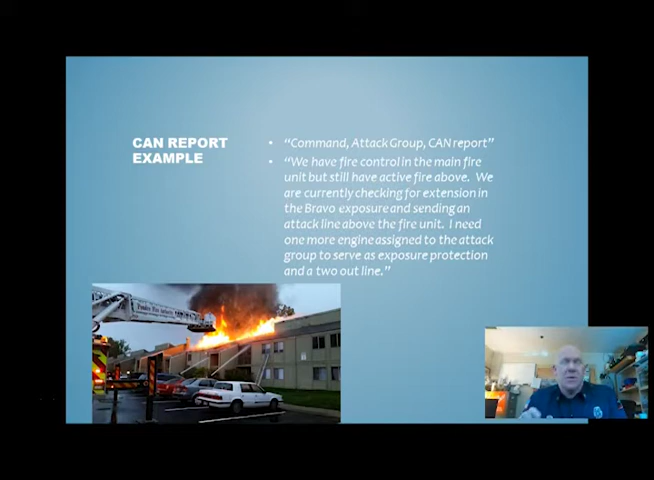 CAN REPORT
EXAMPLE
• “Command, Attack Group, CAN report”
• “We have fire control in the main fire
unit but still have active fire above. We
are currently checking for extension in
the Bravo exposure and sending an
attack line above the fire unit. I need
one more engine assigned to the attack
group to serve as exposure protection
and a two out line.”